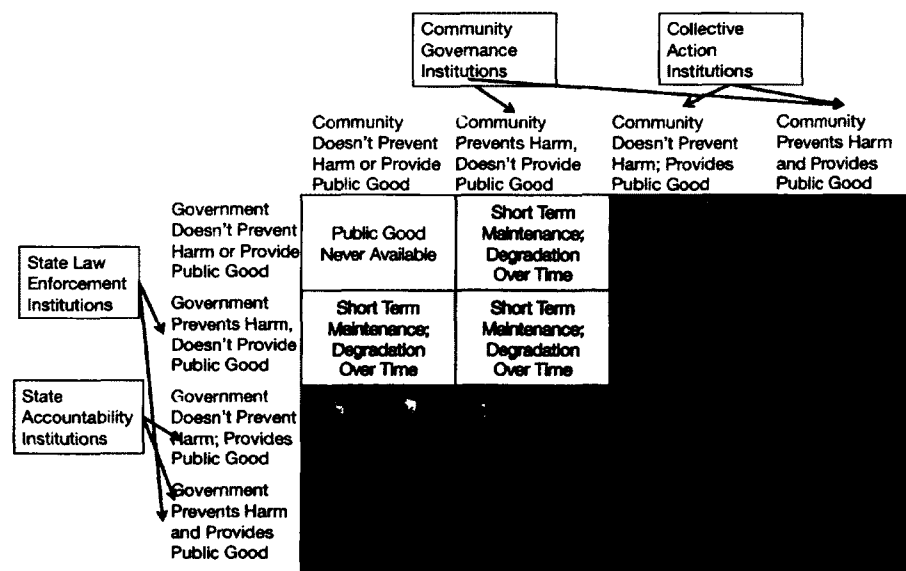 Community
Governance
Institutions
Collective
Action
Institutions
Community
Doesn't Prevent
Harm or Provide
Public Good
Community
Prevents Harm,
Doesn't Provide
Public Good
Community
Doesn't Prevent
Harm; Provides
Public Good
Community
Prevents Harm
and Provides
Public Good
Government
Doesn't Prevent
Harm or Provide
Public Good
Public Good
Never Available
Short Term
Maintenance;
Degradation
Over Time
State Law
Enforcement
Institutions
Government
Prevents Harm,
Doesn't Provide
Public Good
Short Term
Maintenance;
Degradation
Over Time
Short Term
Maintenance;
Degradation
Over Time
State
Accountability
Institutions
Government
Doesn't Prevent
Harm; Provides
Public Good
Government
Prevents Harm
and Provides
Public Good